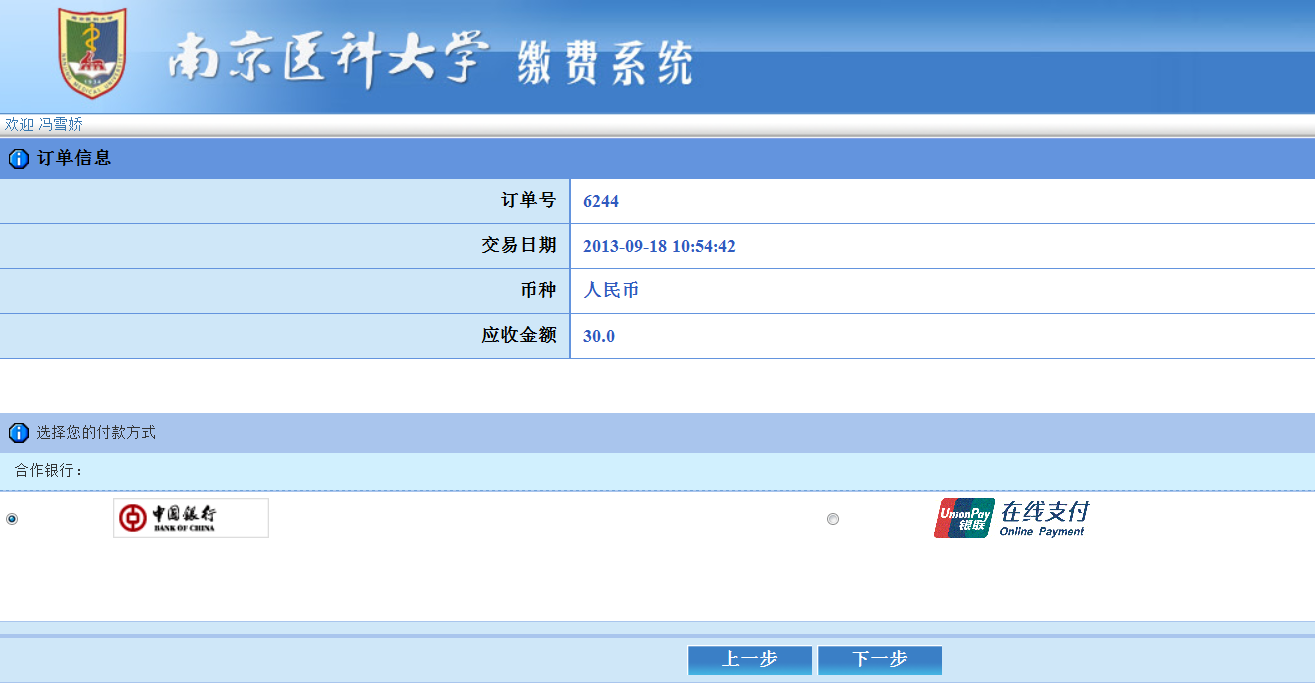 南京医科大学 缴费系统
欢迎 冯雪娇
订单信息
订单号 6244
交易日期 2013-09-18 10:54:42
币种 人民币
应收金额 30.0
选择您的付款方式
合作银行：
中国银行
BANK OF CHINA
UnionPay
银联
在线支付
Online Payment
上一步 下一步